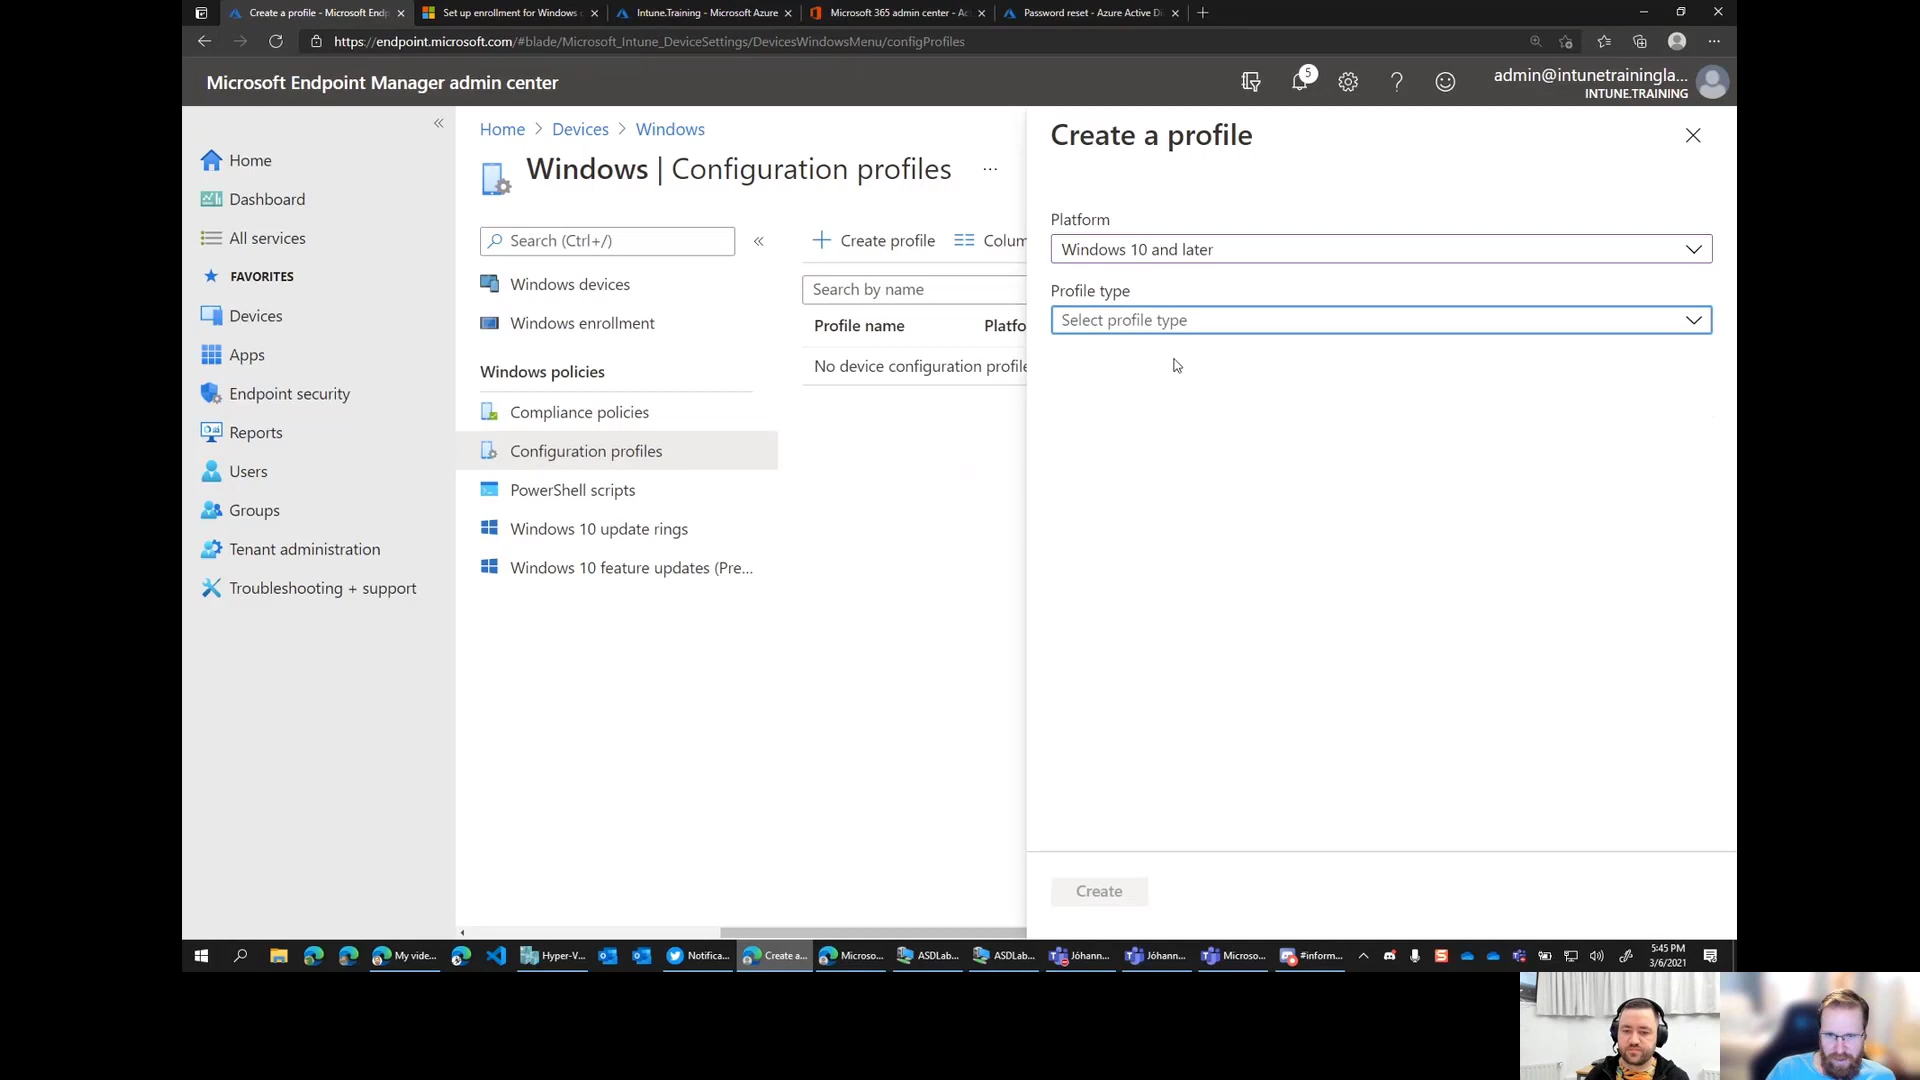 Create a profile - Microsoft Endp
Set up enrollment for Windows
Intune.Training - Microsoft Azure
Microsoft 365 admin center - Ac
Password reset - Azure Active Di
https://endpoint.microsoft.com/#blade/Microsoft_Intune_DeviceSettings/DevicesWindowsMenu/configProfiles
Microsoft Endpoint Manager admin center
5
admin@intunetrainingla...
INTUNE.TRAINING
Home
Dashboard
All services
FAVORITES
Devices
Apps
Endpoint security
Reports
Users
Groups
Tenant administration
Troubleshooting + support
Home > Devices > Windows
Windows | Configuration profiles ...
Search (Ctrl+/)
Windows devices
Windows enrollment
Windows policies
Compliance policies
Configuration profiles
PowerShell scripts
Windows 10 update rings
Windows 10 feature updates (Pre...
Create profile
Colum
Search by name
Profile name
Platfo
No device configuration profile
Create a profile
Platform
Windows 10 and later
Profile type
Select profile type
Create
My vide...
Hyper-V...
Notifica...
Create a...
Microso...
ASDLab...
ASDLab...
Jóhann...
Jóhann...
Microso...
#inform...
5:45 PM
3/6/2021